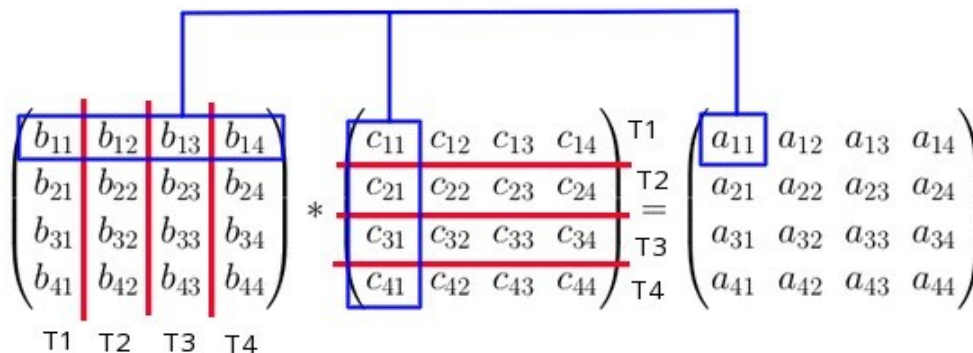 b11 b12 b13 b14 c11 c12 c13 c14 T1 a11 a12 a13 a14
b21 b22 b23 b24 * c21 c22 c23 c24 T2 = a21 a22 a23 a24
b31 b32 b33 b34 c31 c32 c33 c34 T3 a31 a32 a33 a34
b41 b42 b43 b44 c41 c42 c43 c44 T4 a41 a42 a43 a44
T1 T2 T3 T4